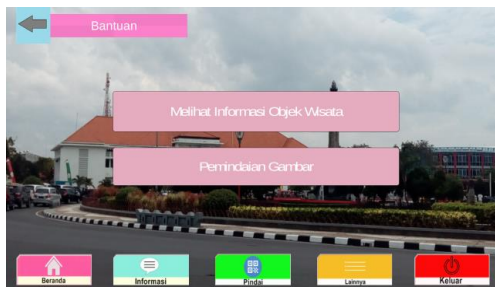 Bantuan
Melihat Informasi Objek Wisata
Pemindaian Gambar
Beranda
Informasi
Pindai
Lainnya
Keluar